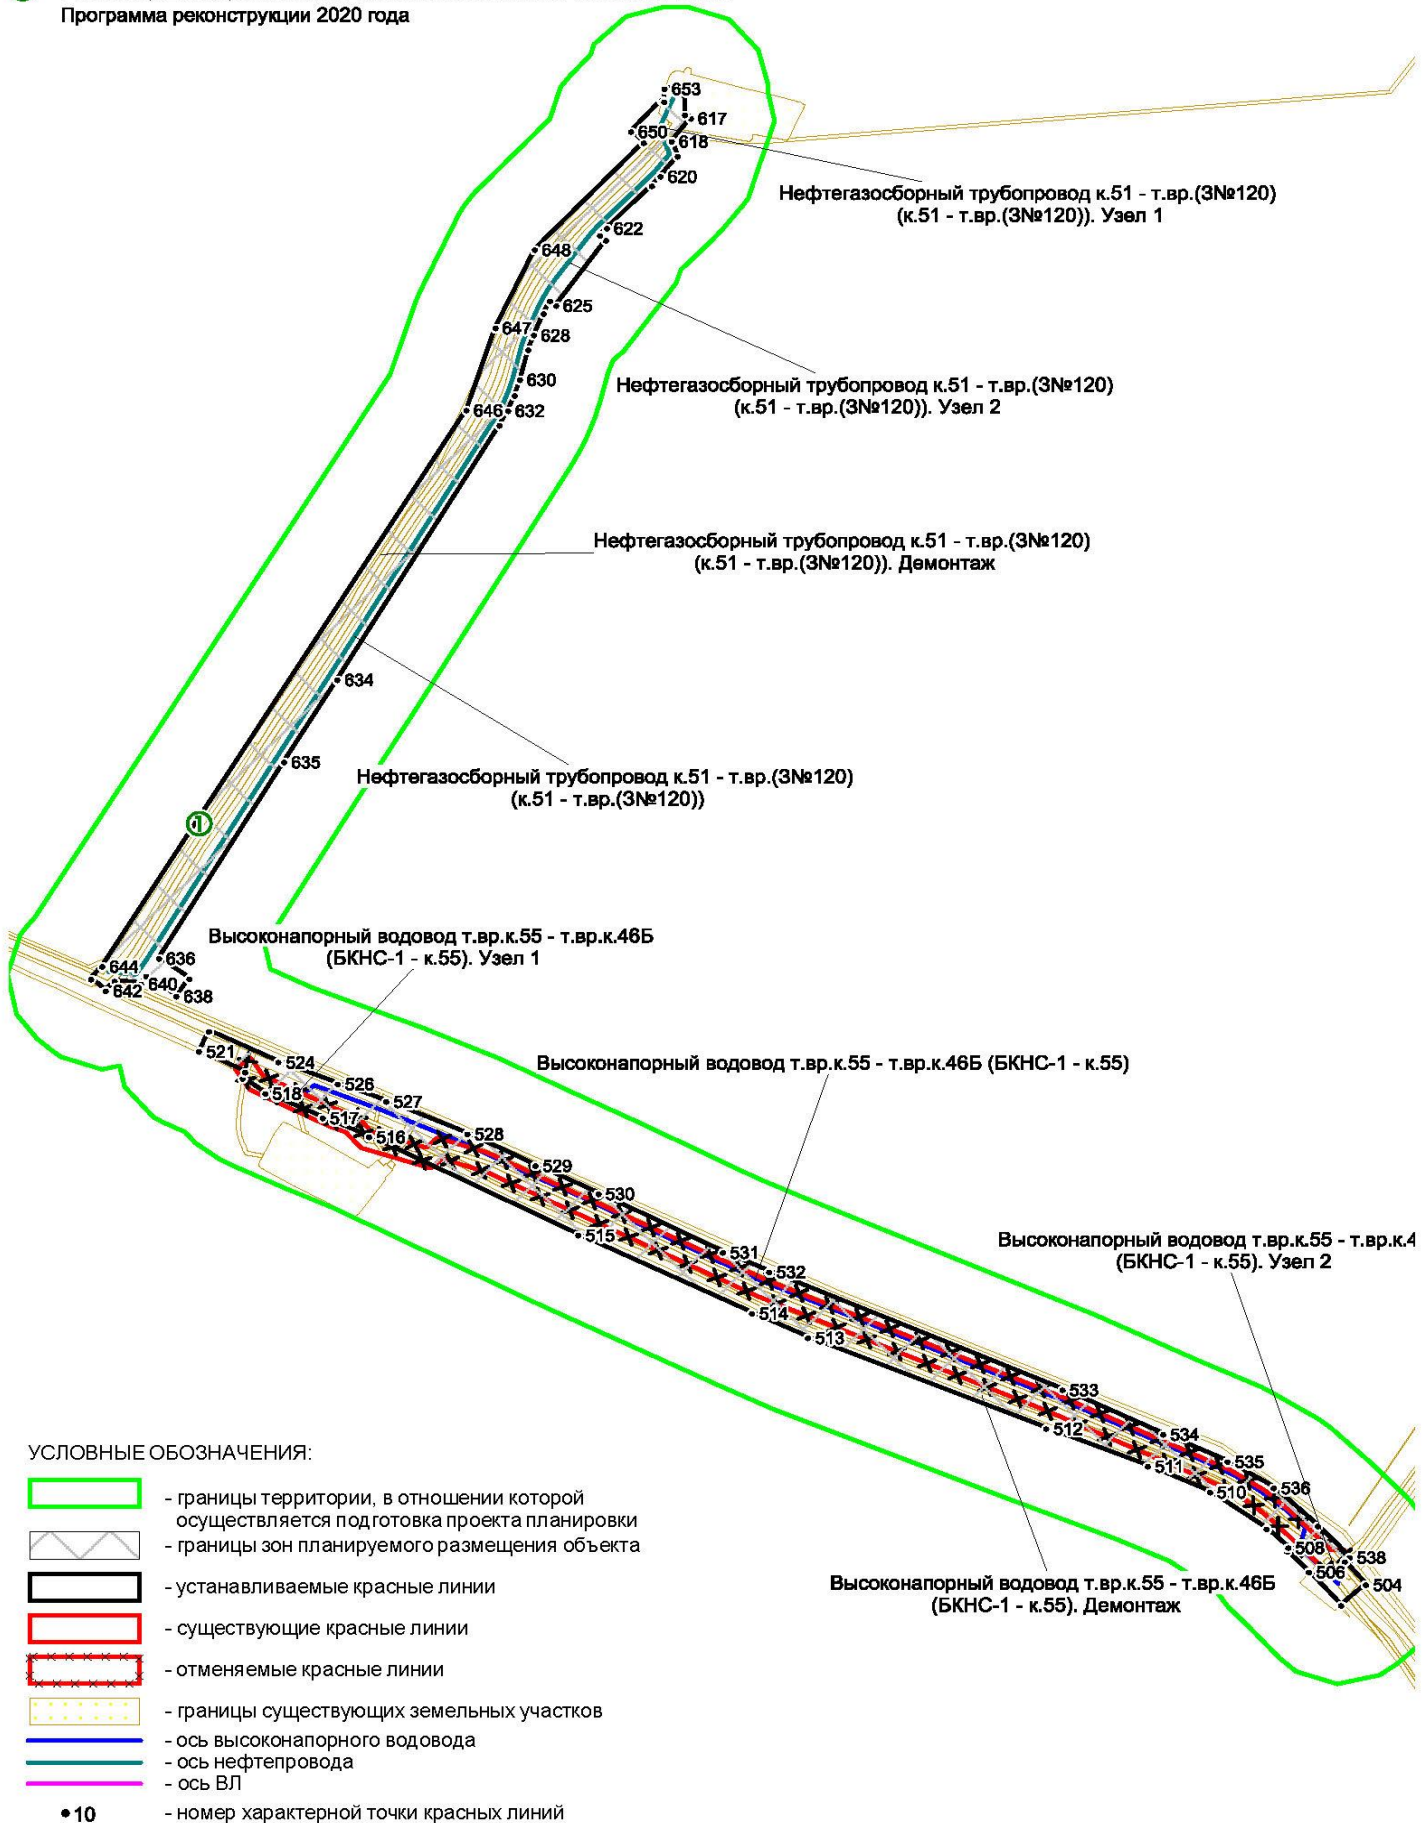 Программа реконструкции 2020 года
653
617
650
618
620
Нефтегазосборный трубопровод к.51 - т.вр.(З№120)
(к.51 - т.вр.(З№120)). Узел 1
622
648
625
647
628
630
Нефтегазосборный трубопровод к.51 - т.вр.(З№120)
(к.51 - т.вр.(З№120)). Узел 2
646
632
Нефтегазосборный трубопровод к.51 - т.вр.(З№120)
(к.51 - т.вр.(З№120)). Демонтаж
634
635
Нефтегазосборный трубопровод к.51 - т.вр.(З№120)
(к.51 - т.вр.(З№120))
1
Высоконапорный водовод т.вр.к.55 - т.вр.к.46Б
(БКНС-1 - к.55). Узел 1
636
644
640
642
638
521
524
Высоконапорный водовод т.вр.к.55 - т.вр.к.46Б (БКНС-1 - к.55)
526
518
527
517
516
528
529
530
515
531
Высоконапорный водовод т.вр.к.55 - т.вр.к.4
(БКНС-1 - к.55). Узел 2
532
514
513
533
512
534
511
535
510
536
508
538
506
504
Высоконапорный водовод т.вр.к.55 - т.вр.к.46Б
(БКНС-1 - к.55). Демонтаж
УСЛОВНЫЕ ОБОЗНАЧЕНИЯ:
- границы территории, в отношении которой
осуществляется подготовка проекта планировки
- границы зон планируемого размещения объекта
- устанавливаемые красные линии
- существующие красные линии
- отменяемые красные линии
- границы существующих земельных участков
- ось высоконапорного водовода
- ось нефтепровода
- ось ВЛ
10 - номер характерной точки красных линий